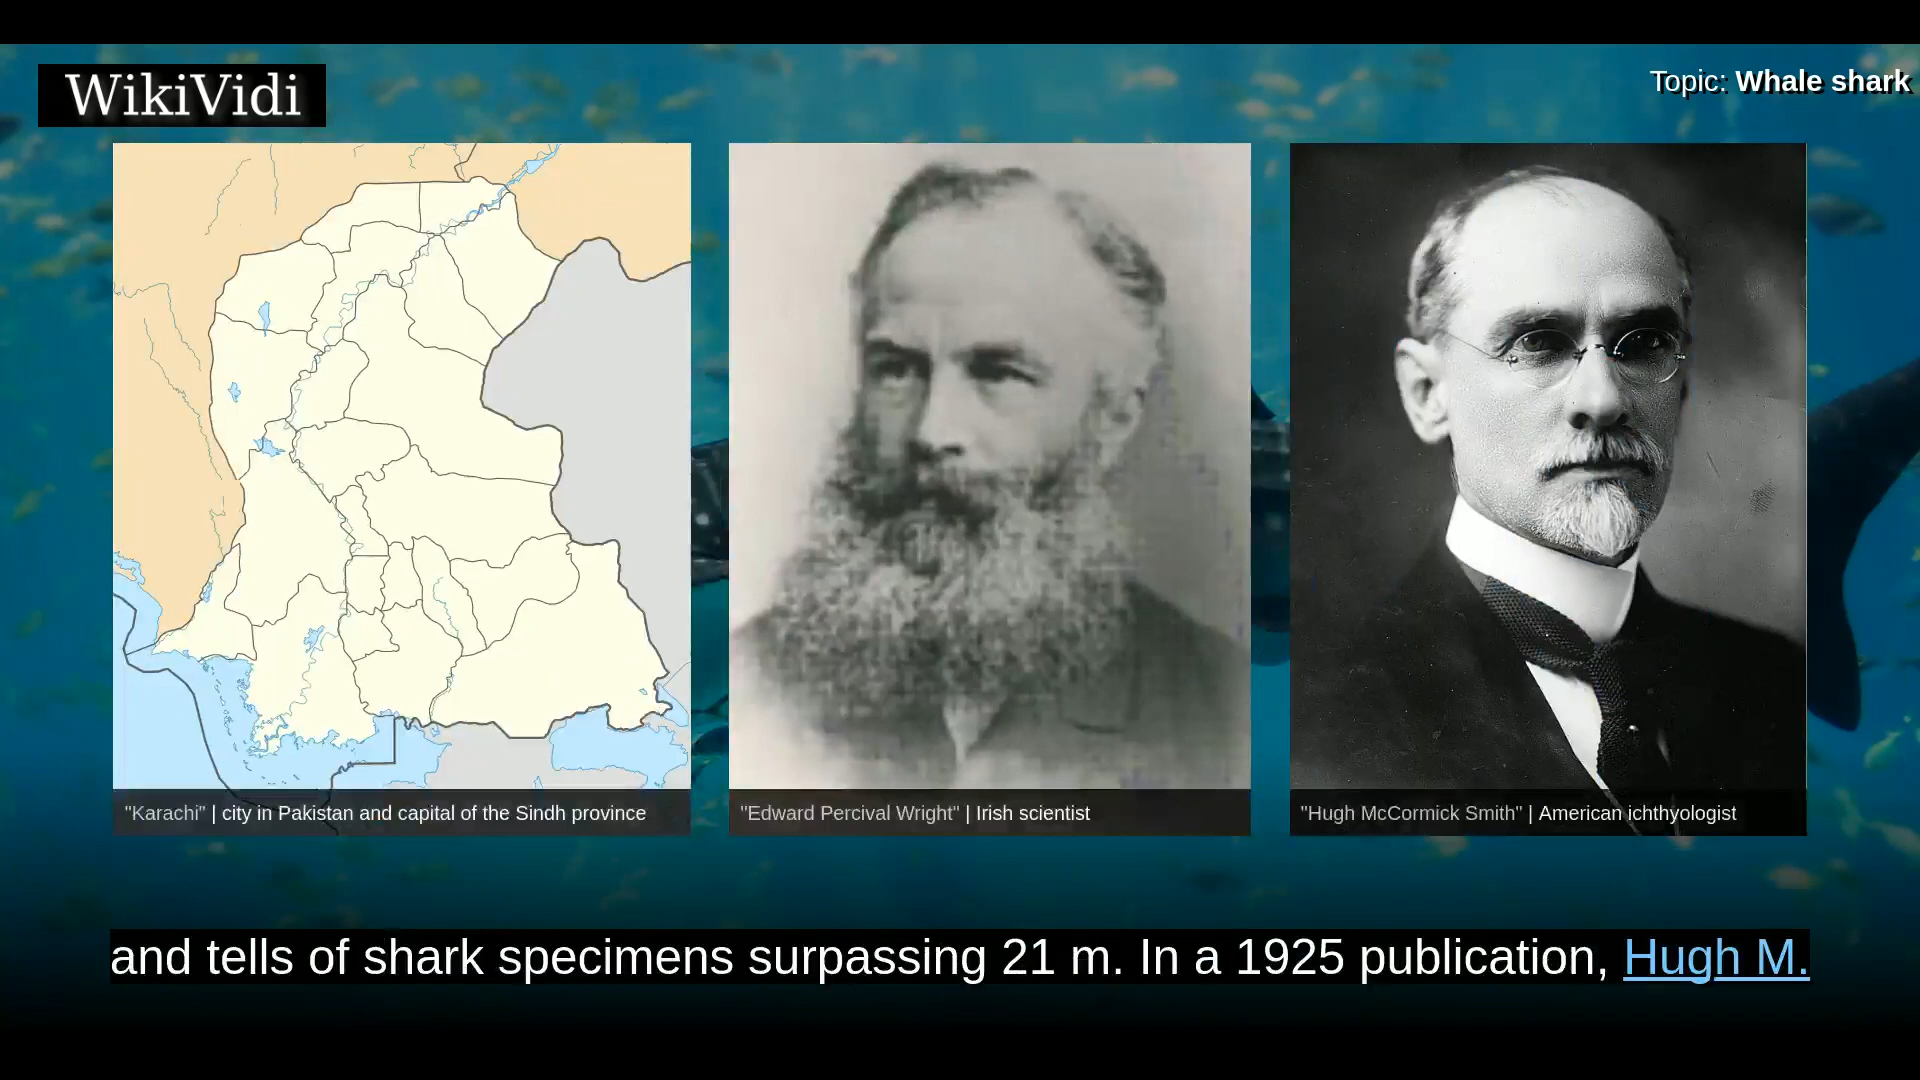 WikiVidi
Topic: Whale shark
"Karachi" | city in Pakistan and capital of the Sindh province
"Edward Percival Wright" | Irish scientist
"Hugh McCormick Smith" | American ichthyologist
and tells of shark specimens surpassing 21 m. In a 1925 publication, Hugh M.